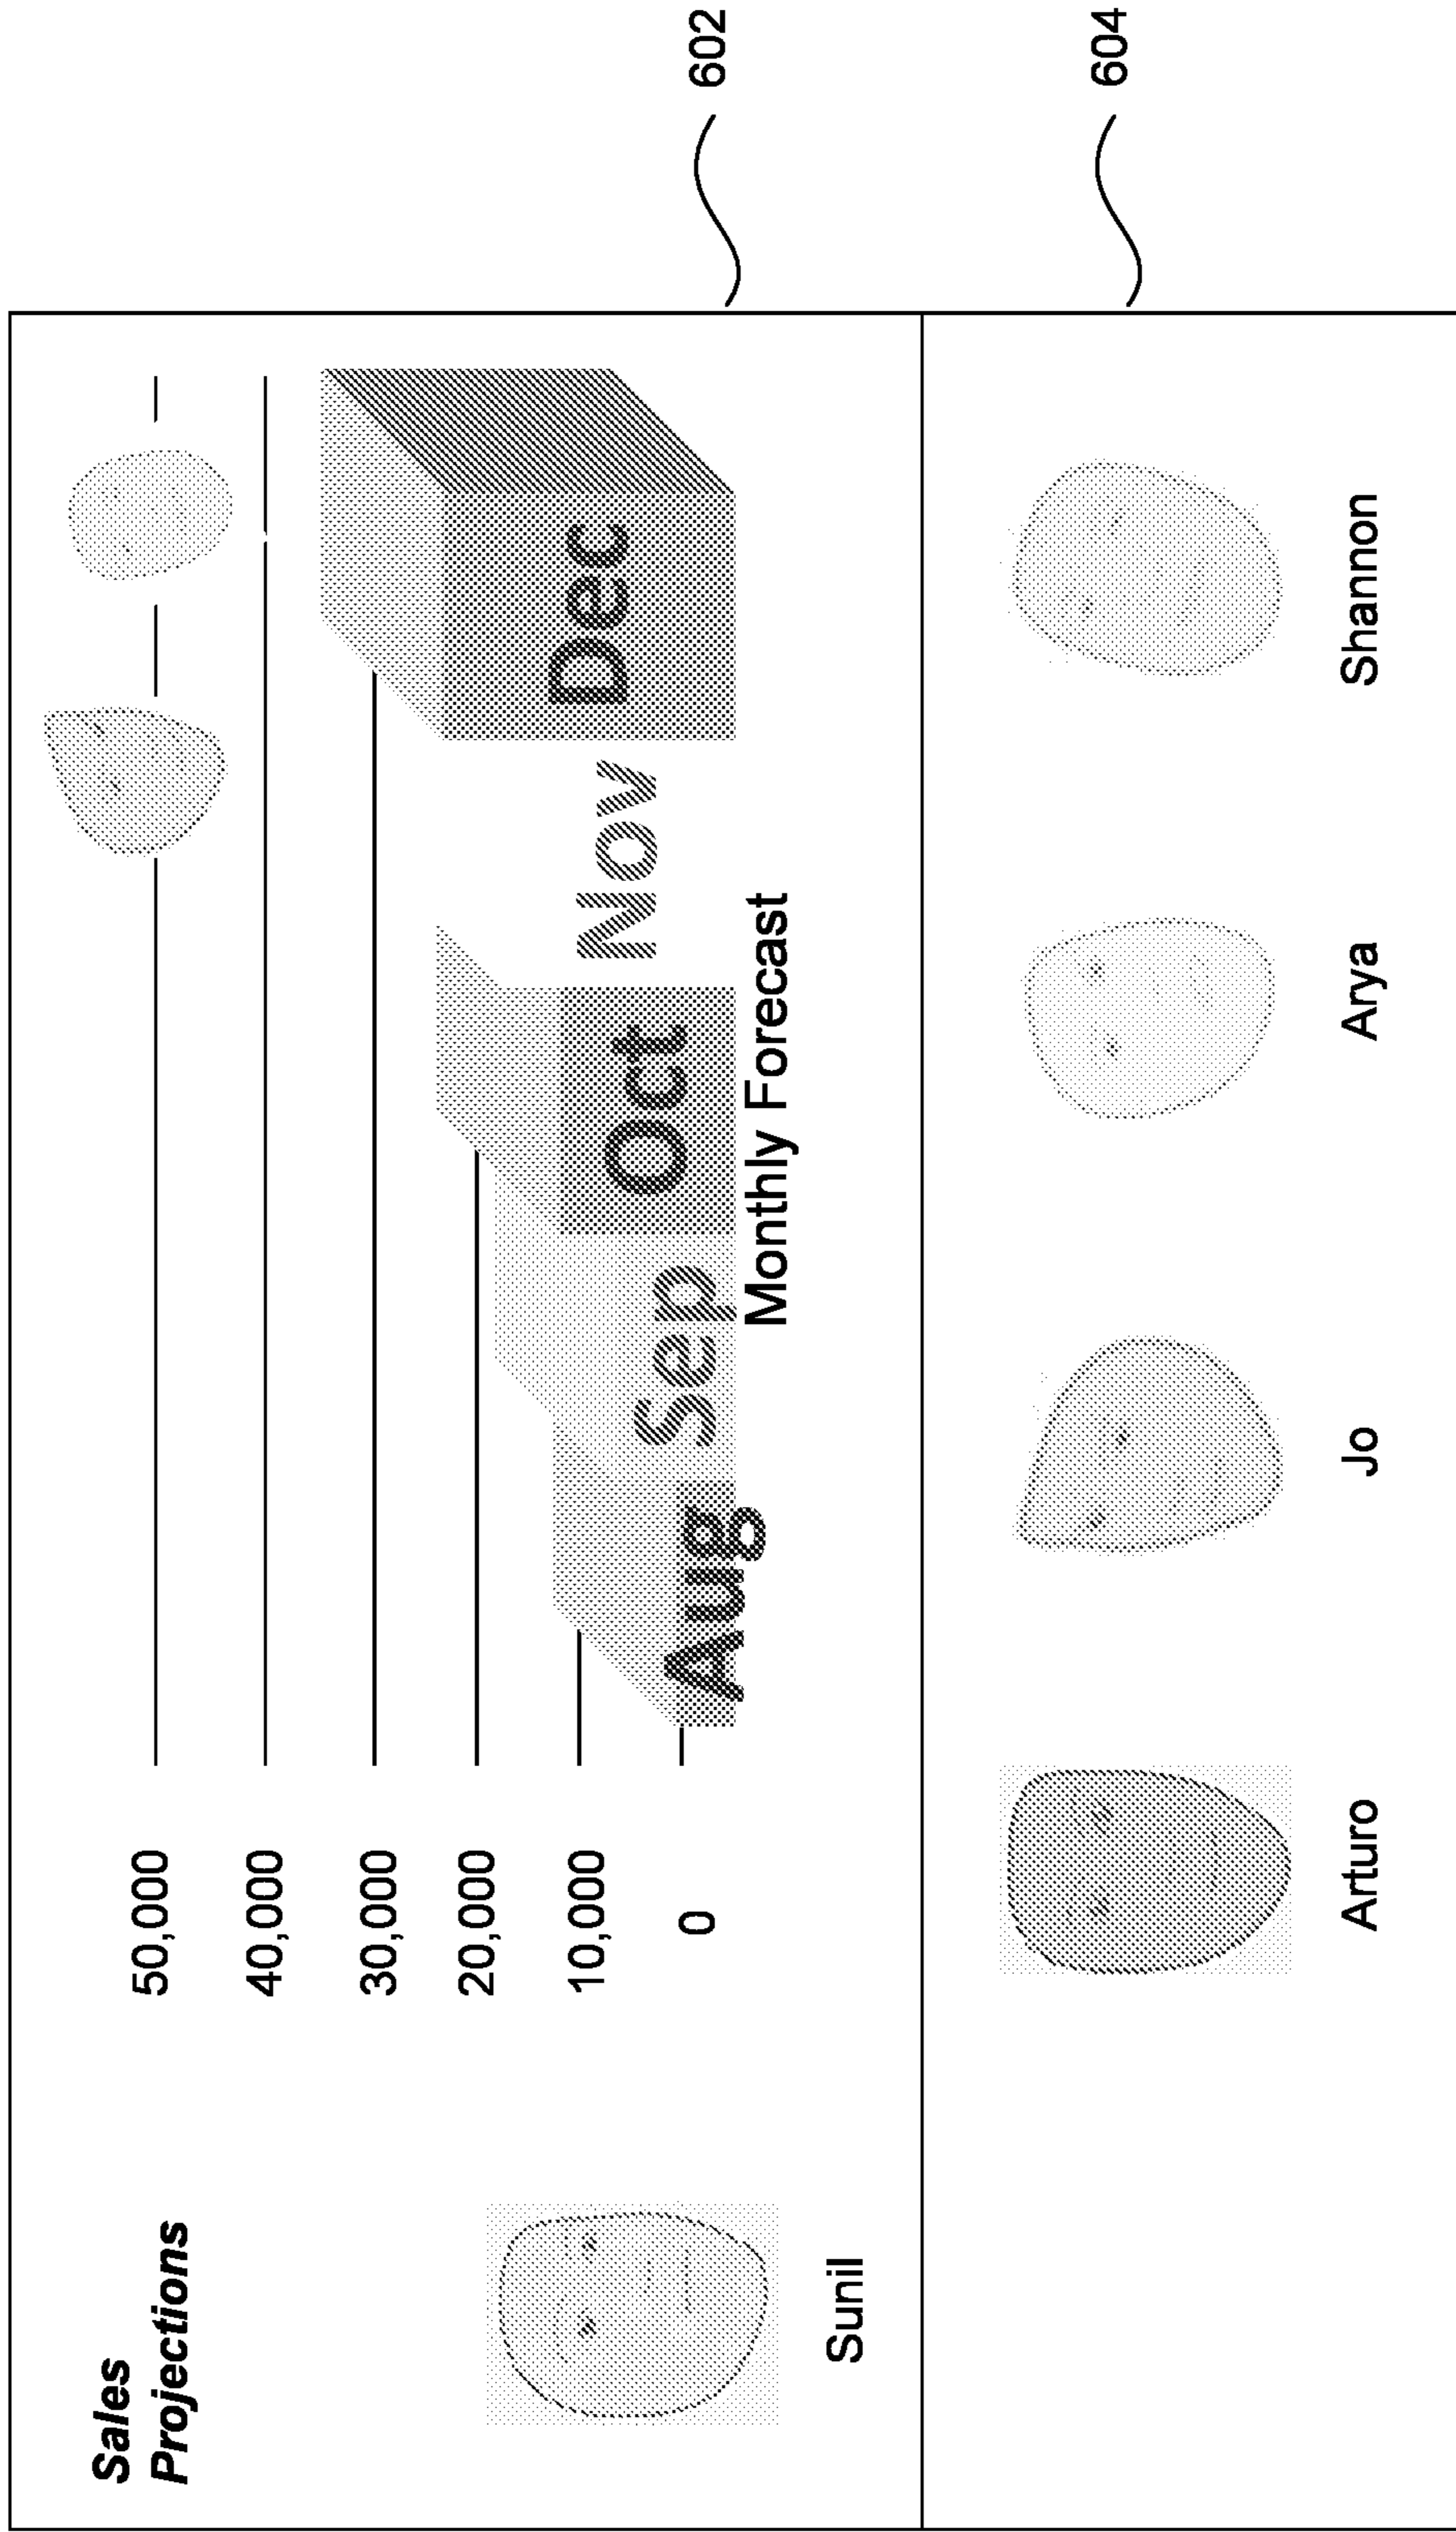 Sales
Projections
50,000
40,000
30,000
20,000
10,000
0
Aug
Sep
Oct
Nov
Dec
Monthly Forecast
602
Sunil
Arturo
Jo
Arya
Shannon
604